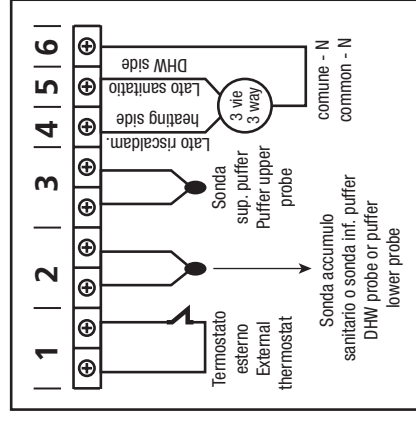 1 2 3 4 5 6
Termostato
esterno
External
thermostat
Sonda accumulo
sanitario o sonda inf. puffer
DHW probe or puffer
lower probe
Sonda
sup. puffer
Puffer upper
probe
Lato riscaldam.
heating side
Lato sanitatio
DHW side
3 vie
3 way
comune - N
common - N